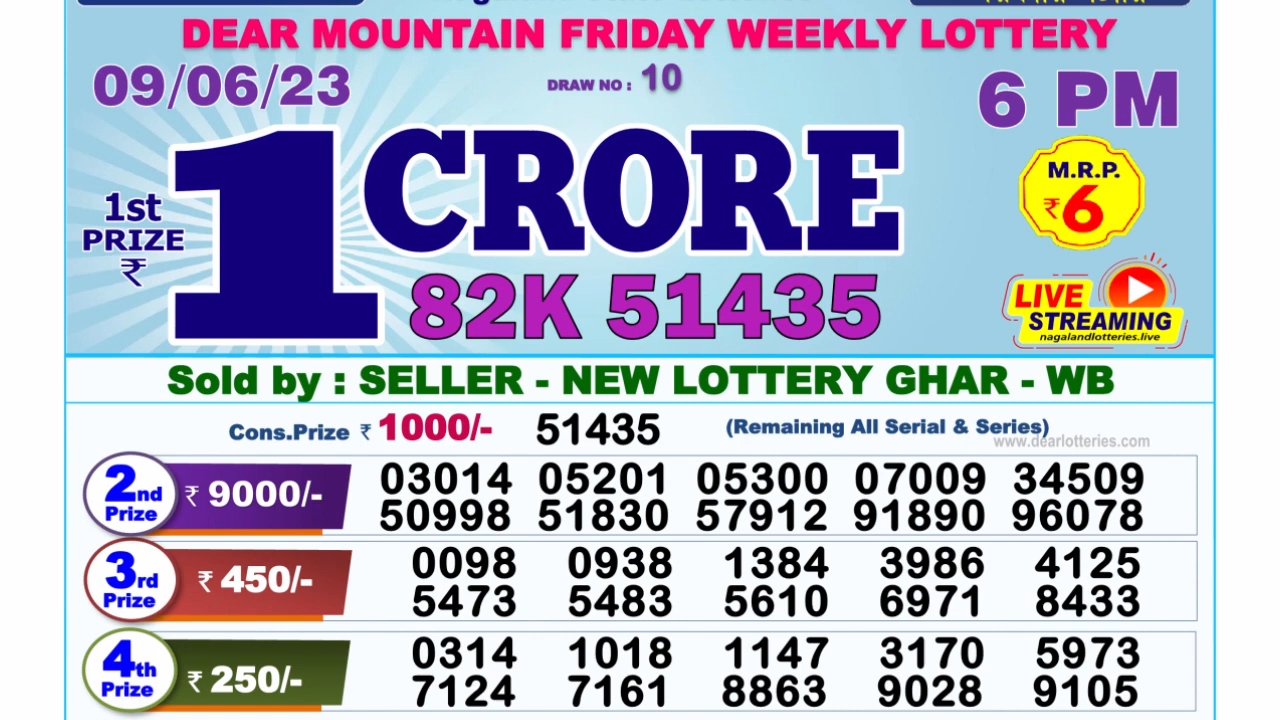 DEAR MOUNTAIN FRIDAY WEEKLY LOTTERY
09/06/23
DRAW NO : 10
6 PM
1st
PRIZE
₹
1 CRORE
82K 51435
M.R.P.
₹6
LIVE
STREAMING
nagalandlotteries.live
Sold by : SELLER - NEW LOTTERY GHAR - WB
Cons.Prize ₹ 1000/- 51435 (Remaining All Serial & Series)
www.dearlotteries.com
2nd Prize ₹ 9000/-
03014 05201 05300 07009 34509
50998 51830 57912 91890 96078
3rd Prize ₹ 450/-
0098 0938 1384 3986 4125
5473 5483 5610 6971 8433
4th Prize ₹ 250/-
0314 1018 1147 3170 5973
7124 7161 8863 9028 9105